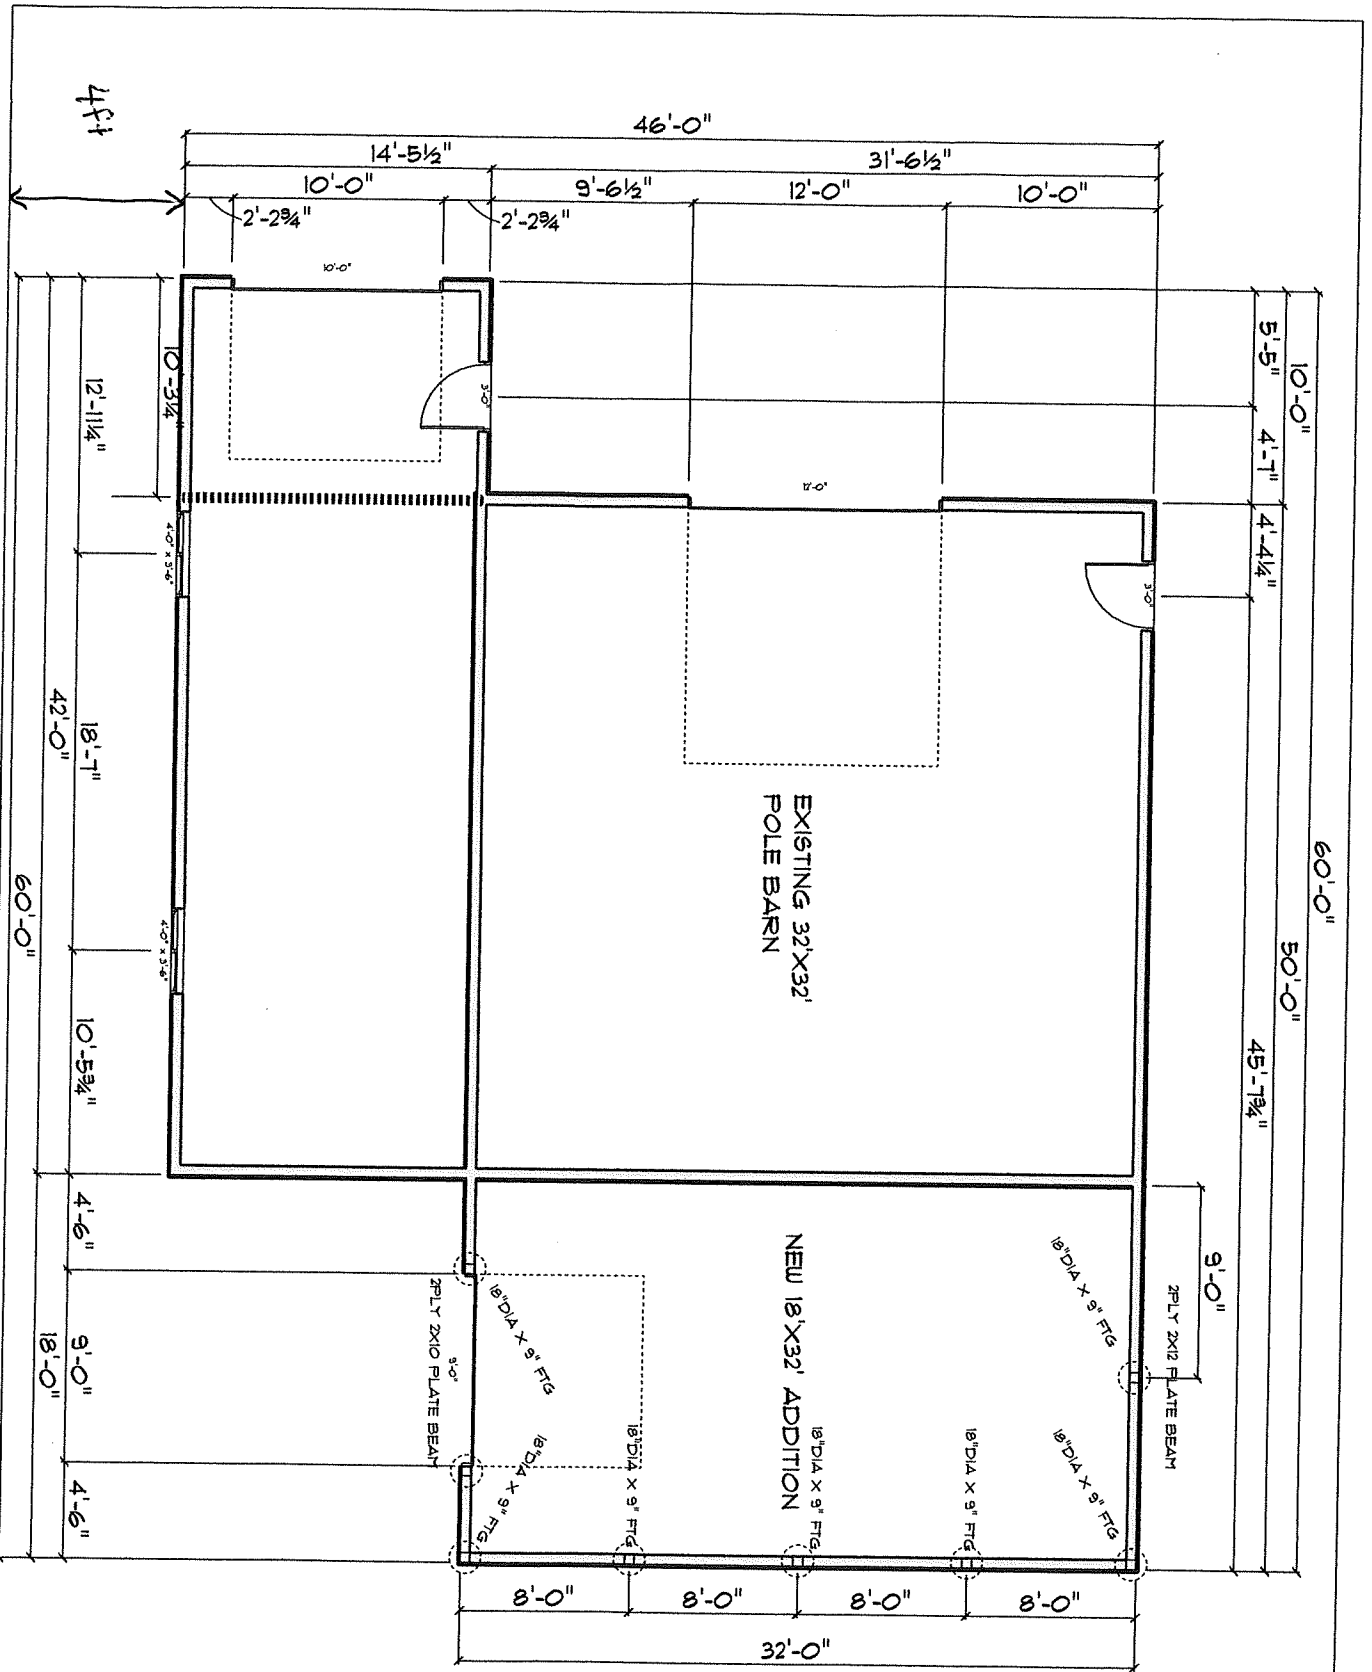 4ft
46'-0"
14'-5½"
31'-6½"
10'-0"
9'-6½"
12'-0"
10'-0"
2'-2¾"
2'-2¾"
10'-0"
5'-5"
10'-0"
10'-3¼"
12'-11¼"
3'-0"
4'-7"
12'-0"
4'-4¼"
4'-0" x 3'-6"
3'-0"
42'-0"
18'-7"
EXISTING 32'X32'
POLE BARN
60'-0"
60'-0"
50'-0"
4'-0" x 3'-6"
10'-5¾"
45'-7¾"
4'-6"
NEW 18'X32' ADDITION
18"DIA X 9" FTG
9'-0"
2PLY 2X12 PLATE BEAM
18"DIA X 9" FTG
2PLY 2X10 PLATE BEAM
9'-0"
9'-0"
18'-0"
18"DIA X 9" FTG
18"DIA X 9" FTG
18"DIA X 9" FTG
18"DIA X 9" FTG
18"DIA X 9" FTG
4'-6"
8'-0"
8'-0"
8'-0"
8'-0"
32'-0"